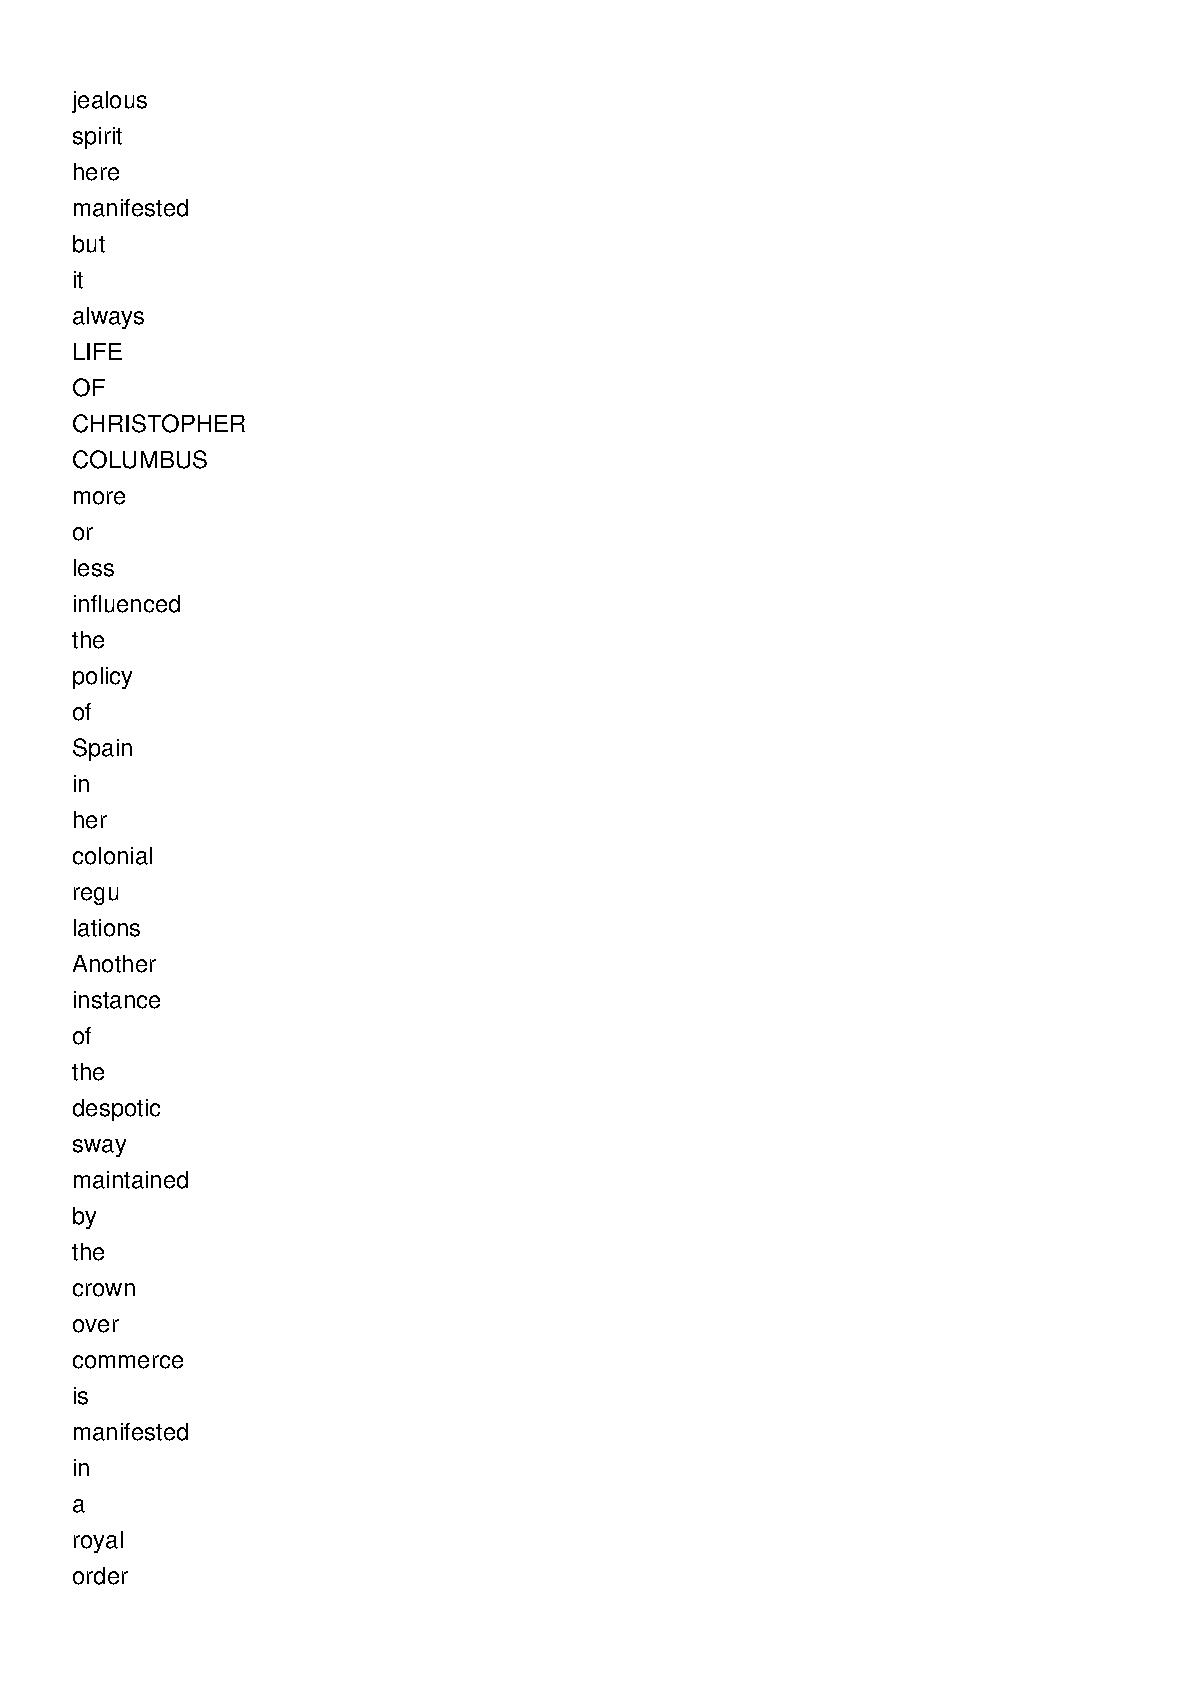 jealous
spirit
here
manifested
but
it
always
LIFE
OF
CHRISTOPHER
COLUMBUS
more
or
less
influenced
the
policy
of
Spain
in
her
colonial
regu
lations
Another
instance
of
the
despotic
sway
maintained
by
the
crown
over
commerce
is
manifested
in
a
royal
order